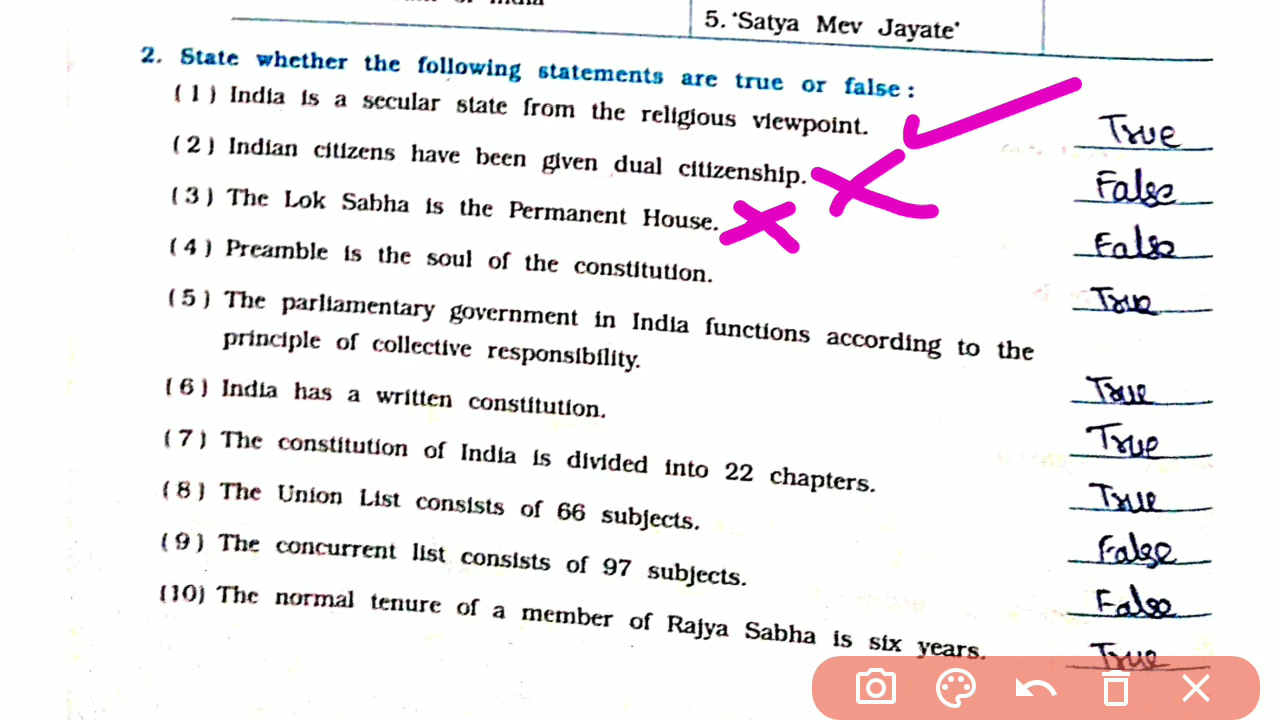 5. 'Satya Mev Jayate'
2. State whether the following statements are true or false :
(1) India is a secular state from the religious viewpoint. True
(2) Indian citizens have been given dual citizenship. False
(3) The Lok Sabha is the Permanent House. False
(4) Preamble is the soul of the constitution. True
(5) The parliamentary government in India functions according to the
principle of collective responsibility. True
(6) India has a written constitution. True
(7) The constitution of India is divided into 22 chapters. True
(8) The Union List consists of 66 subjects. False
(9) The concurrent list consists of 97 subjects. False
(10) The normal tenure of a member of Rajya Sabha is six years. True